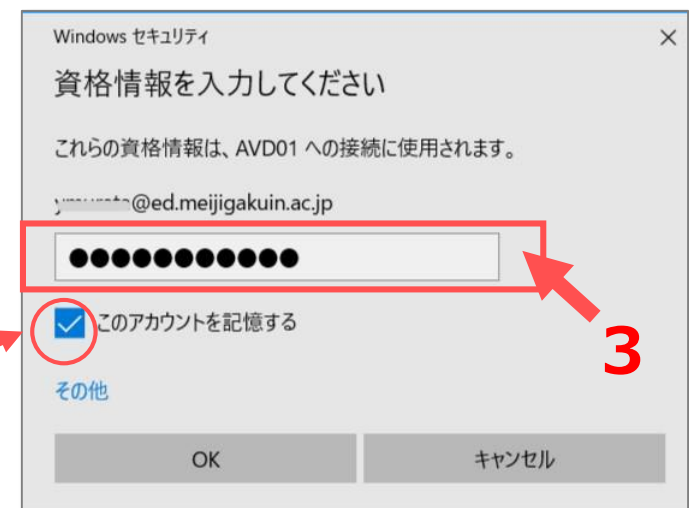 Windows セキュリティ
資格情報を入力してください
これらの資格情報は、AVD01 への接続に使用されます。
@ed.meijigakuin.ac.jp
●●●●●●●●●●●
このアカウントを記憶する
3
その他
OK
キャンセル